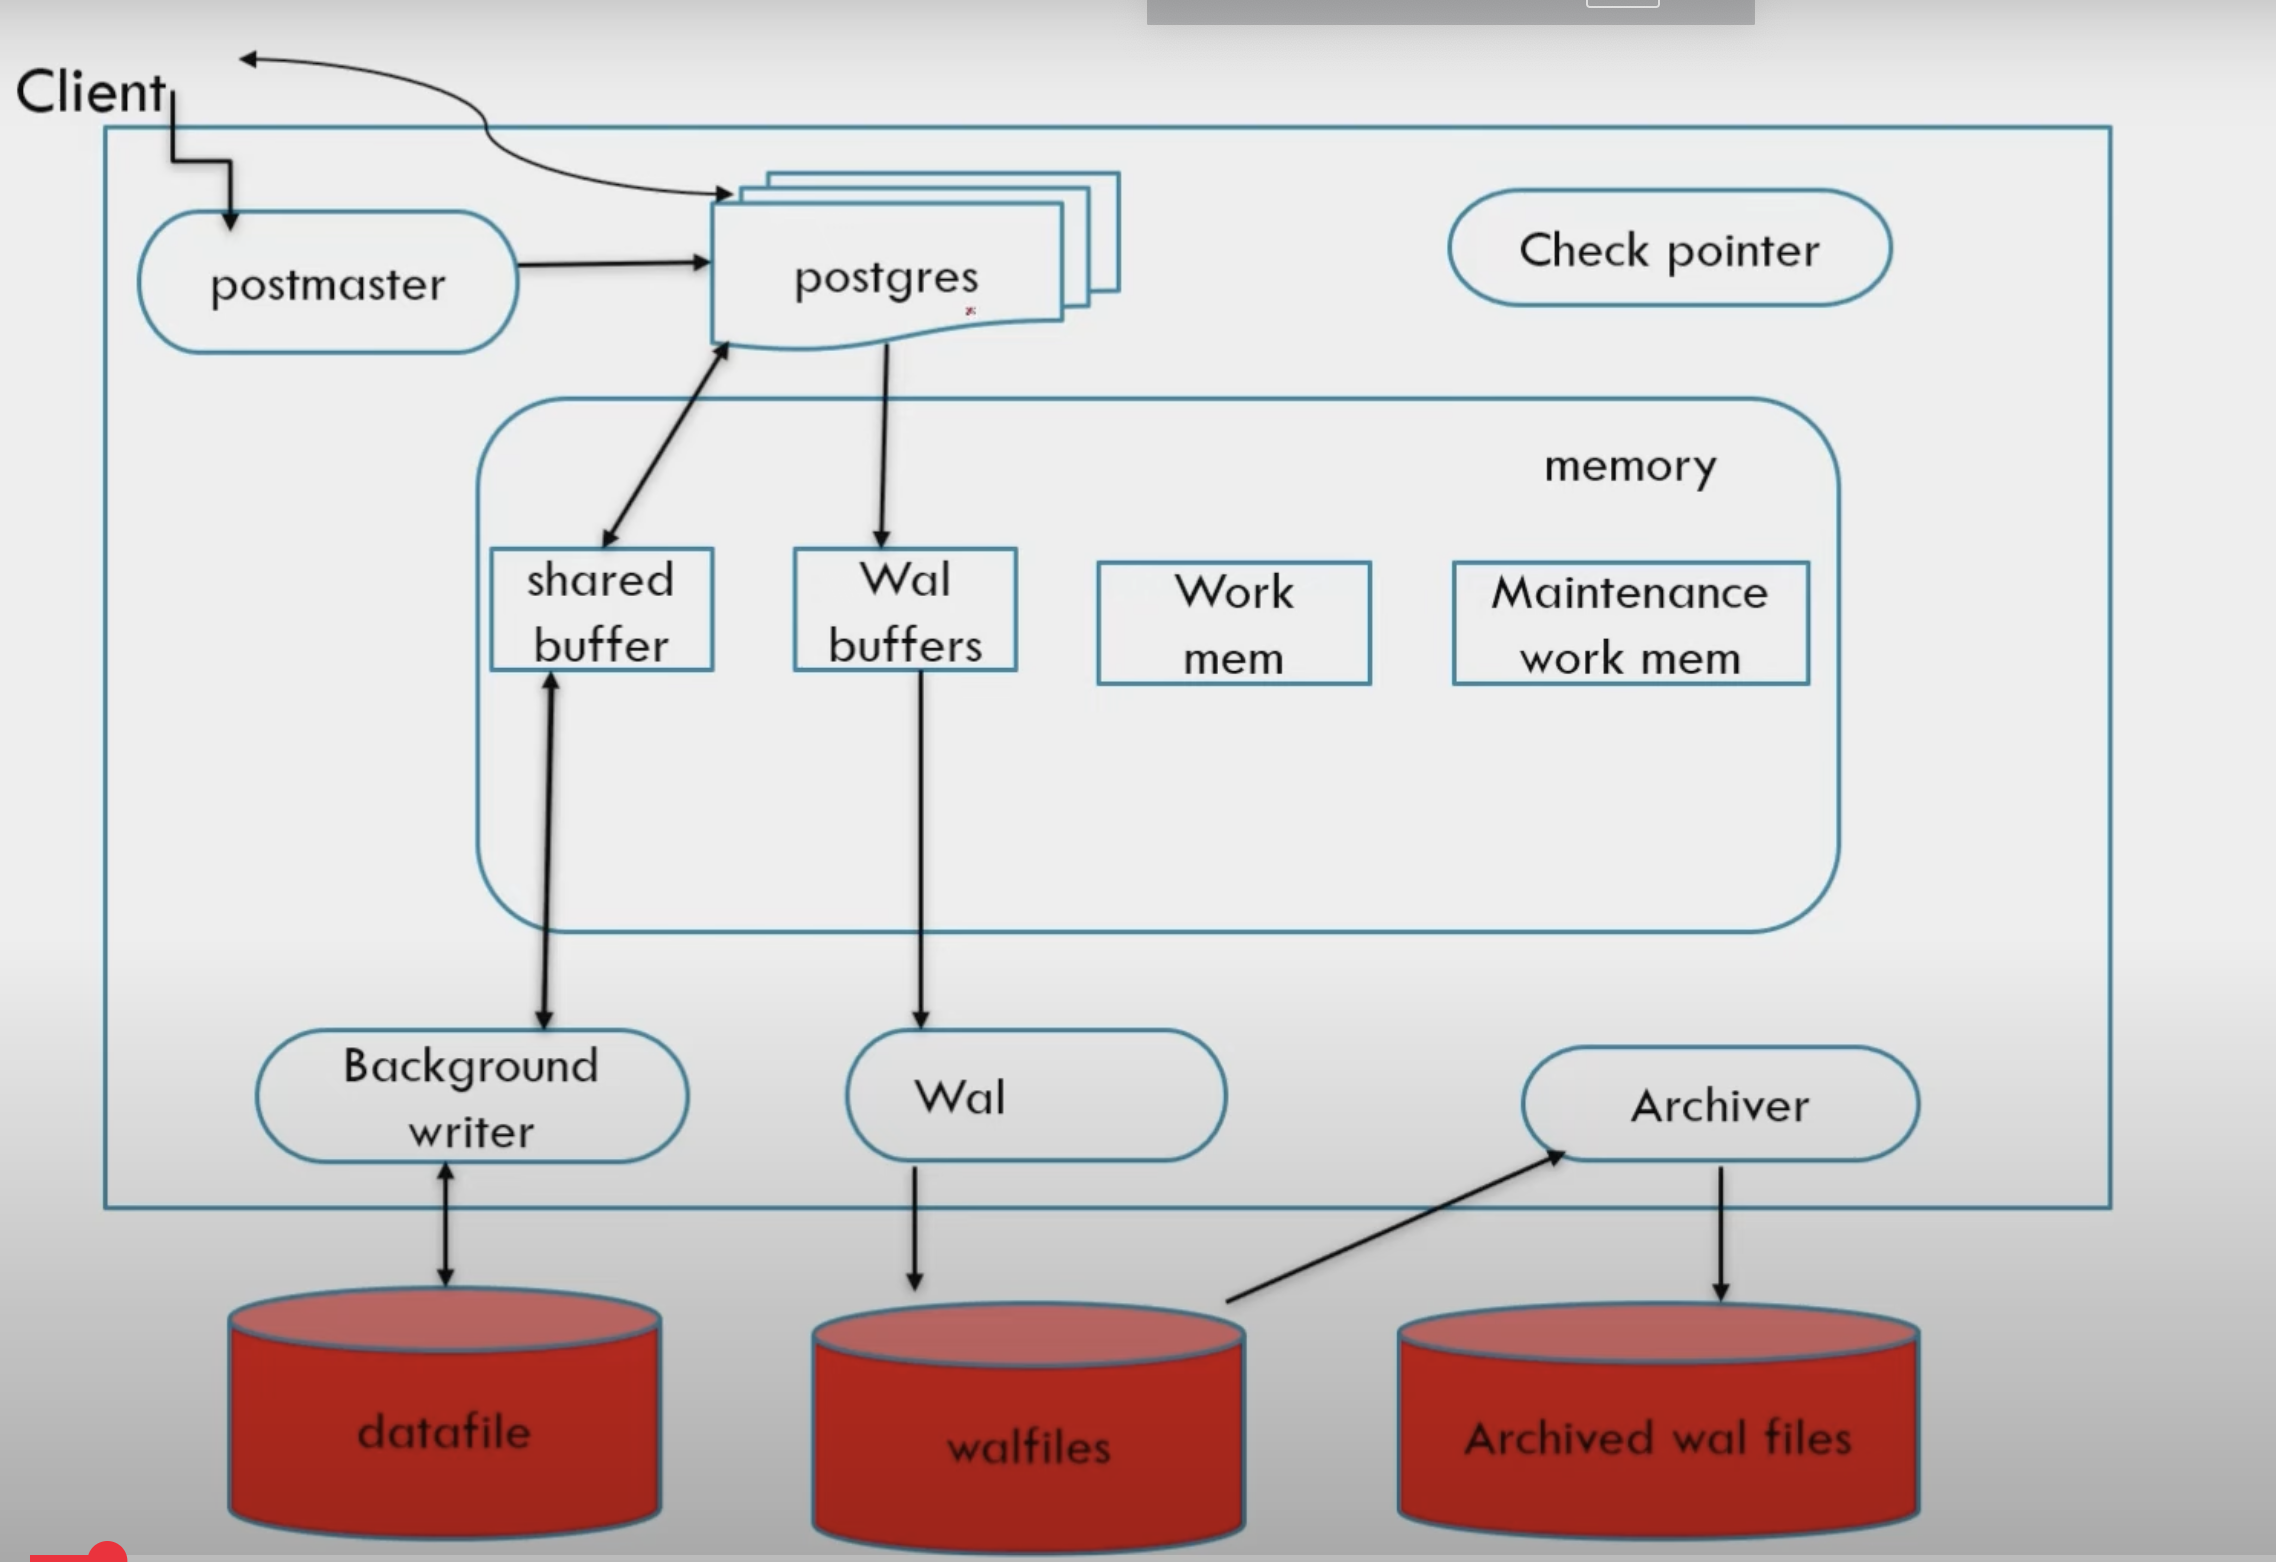 Client
postmaster
postgres
Check pointer
memory
shared
buffer
Wal
buffers
Work
mem
Maintenance
work mem
Background
writer
Wal
Archiver
datafile
walfiles
Archived wal files